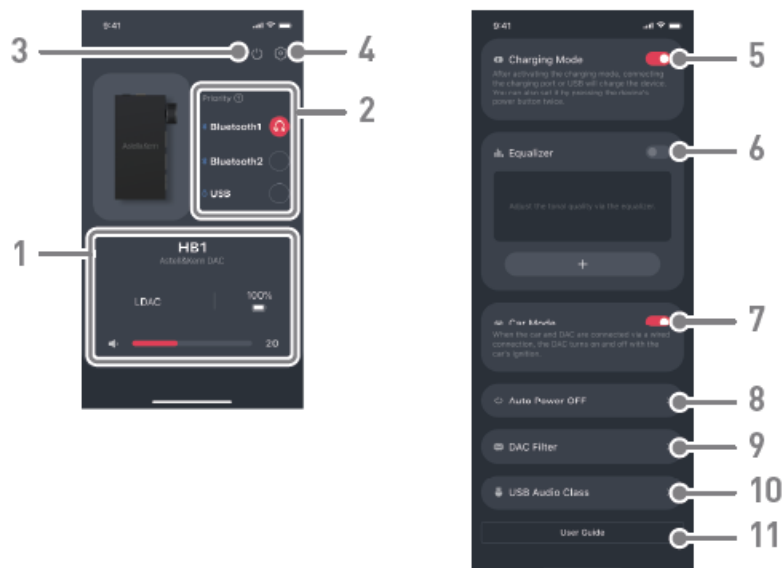 9:41
3
4
Priority
2
Bluetooth1
Astell&Kern
Bluetooth2
USB
1
HB1
Astell&Kern DAC
LDAC
100%
20
9:41
Charging Mode
5
After activating the charging mode, connecting
the charging port or USB will charge the device.
You can also set it by pressing the device's
power button twice.
Equalizer
6
Adjust the tonal quality via the equalizer.
+
Car Mode
7
When the car and DAC are connected via a wired
connection, the DAC turns on and off with the
car's ignition.
Auto Power OFF
8
DAC Filter
9
USB Audio Class
10
User Guide
11